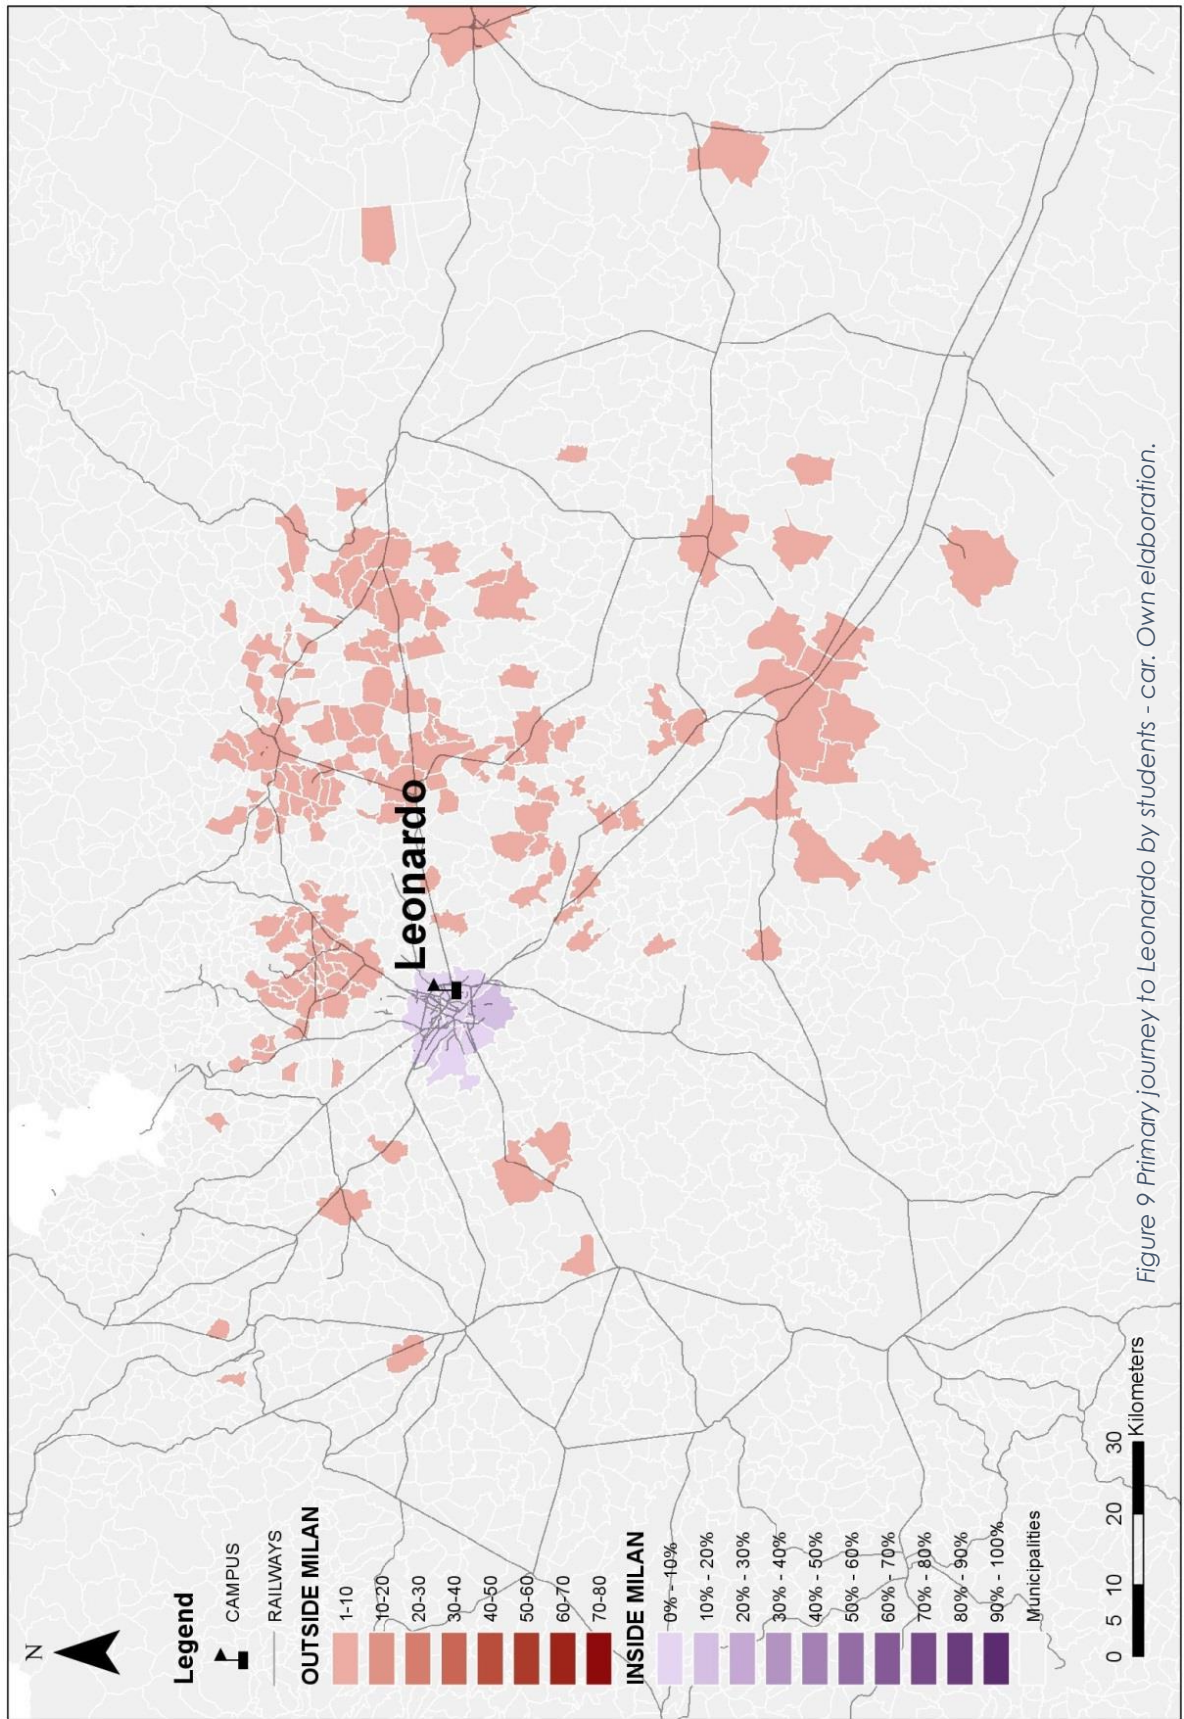 N
Legend
CAMPUS
RAILWAYS
OUTSIDE MILAN
1-10
10-20
20-30
30-40
40-50
50-60
60-70
70-80
INSIDE MILAN
0% - 10%
10% - 20%
20% - 30%
30% - 40%
40% - 50%
50% - 60%
60% - 70%
70% - 80%
80% - 90%
90% - 100%
Municipalities
0 5 10 20 30
Kilometers
Leonardo
Figure 9 Primary journey to Leonardo by students - car. Own elaboration.